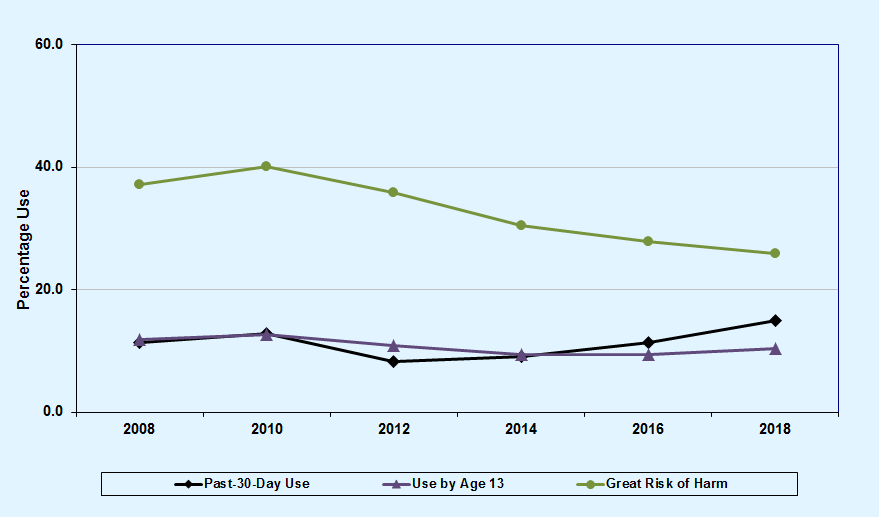 60.0
40.0
20.0
0.0
Percentage Use
2008 2010 2012 2014 2016 2018
Past-30-Day Use Use by Age 13 Great Risk of Harm